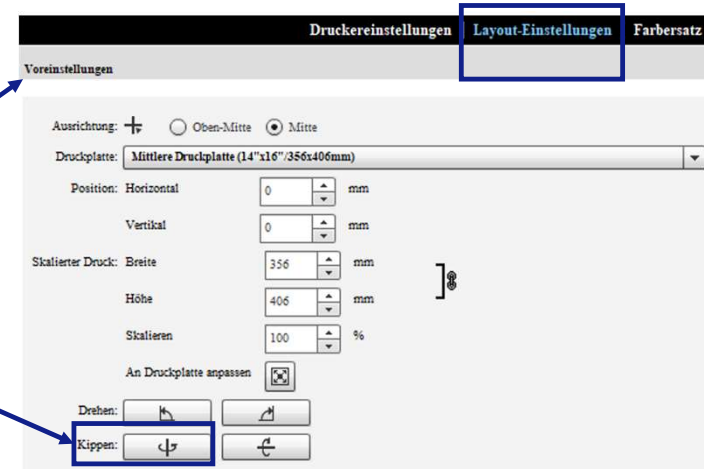 Druckereinstellungen Layout-Einstellungen Farbersatz
Voreinstellungen
Ausrichtung: Oben-Mitte Mitte
Druckplatte: Mittlere Druckplatte (14"x16"/356x406mm)
Position: Horizontal 0 mm
Vertikal 0 mm
Skalierter Druck: Breite 356 mm
Höhe 406 mm
Skalieren 100 %
An Druckplatte anpassen
Drehen:
Kippen: